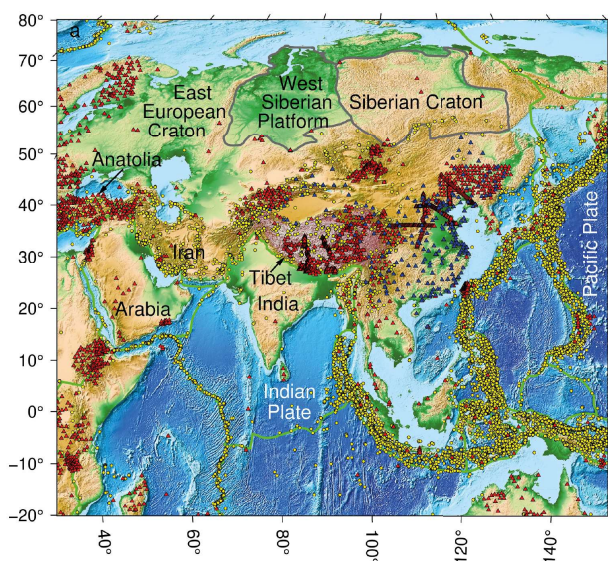 80°
a
70°
60°
50°
40°
30°
20°
10°
0°
−10°
−20°
East
European
Craton
West
Siberian
Platform
Siberian Craton
Anatolia
Iran
Tibet
India
Arabia
Indian
Plate
Pacific Plate
40°
60°
80°
100°
120°
140°